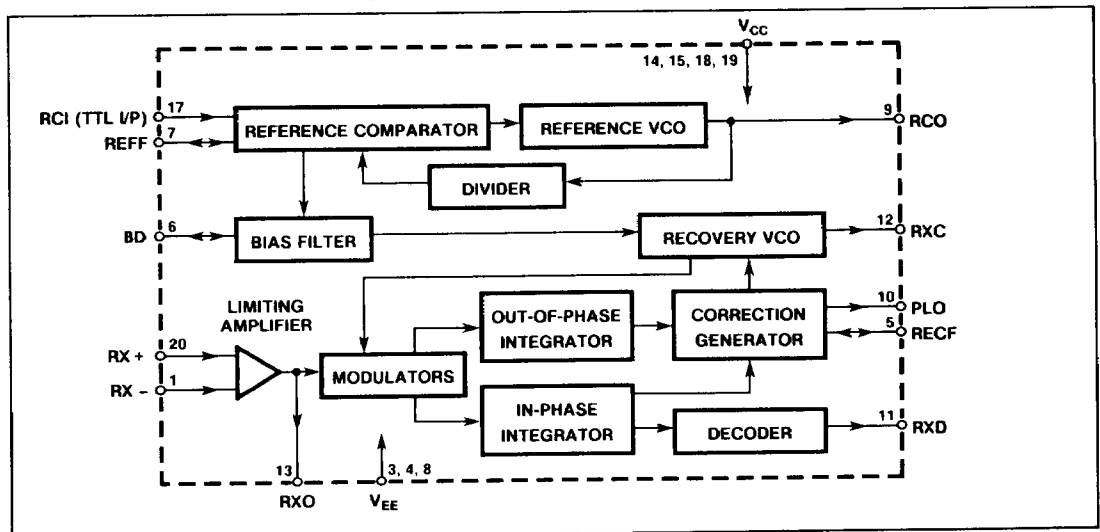 V_CC
14, 15, 18, 19
RCI (TTL I/P)
17
REFF
7
REFERENCE COMPARATOR
REFERENCE VCO
9
RCO
DIVIDER
BD
6
BIAS FILTER
RECOVERY VCO
12
RXC
LIMITING
AMPLIFIER
OUT-OF-PHASE
INTEGRATOR
CORRECTION
GENERATOR
10
PLO
5
RECF
RX +
20
RX –
1
MODULATORS
IN-PHASE
INTEGRATOR
DECODER
11
RXD
13
RXO
3, 4, 8
V_EE